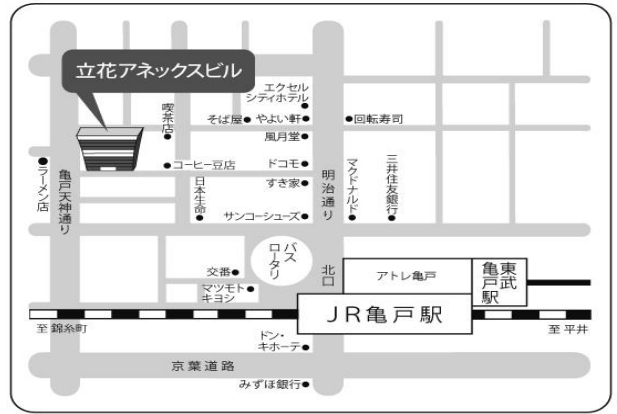 立花アネックスビル
エクセル
シティホテル
喫茶店
そば屋
やよい軒
回転寿司
風月堂
コーヒー豆店
ドコモ
ラーメン店
亀戸天神通り
日本生命
すき家
明治通り
マクドナルド
三井住友銀行
サンコーシューズ
バス
ロータリー
交番
マツモト
キヨシ
北口
アトレ亀戸
東武
亀戸駅
JR亀戸駅
至 錦糸町
至 平井
ドン・
キホーテ
京葉道路
みずほ銀行